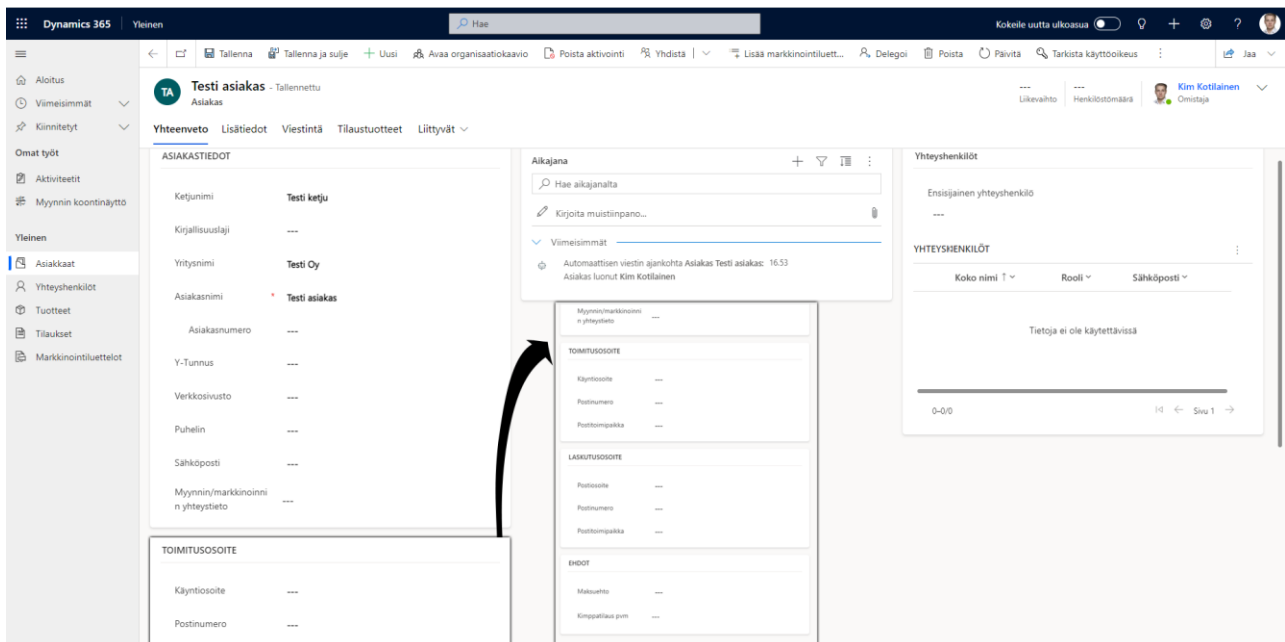 Dynamics 365
Yleinen
Hae
Kokeile uutta ulkoasua
Tallenna
Tallenna ja sulje
Uusi
Avaa organisaatiokaavio
Poista aktivointi
Yhdistä
Lisää markkinointiluett...
Delegoi
Poista
Päivitä
Tarkista käyttöoikeus
Jaa
Aloitus
Viimeisimmät
Kiinnitetyt
Omat työt
Aktiviteetit
Myynnin koontinäyttö
Yleinen
Asiakkaat
Yhteyshenkilöt
Tuotteet
Tilaukset
Markkinointiluettelot
TA
Testi asiakas - Tallennettu
Asiakas
---
Liikevaihto
---
Henkilöstömäärä
Kim Kotilainen
Omistaja
Yhteenveto Lisätiedot Viestintä Tilaustuotteet Liittyvät
ASIAKASTIEDOT
Ketjunimi Testi ketju
Kirjallisuuslaji ---
Yritysnimi Testi Oy
Asiakasnimi * Testi asiakas
Asiakasnumero ---
Y-Tunnus ---
Verkkosivusto ---
Puhelin ---
Sähköposti ---
Myynnin/markkinoinni
n yhteystieto ---
TOIMITUSOSOITE
Käyntiosoite ---
Postinumero ---
Aikajana
Hae aikajanalta
Kirjoita muistiinpano...
Viimeisimmät
Automaattisen viestin ajankohta Asiakas Testi asiakas: 16.53
Asiakas luonut Kim Kotilainen
Myynnin/markkinoinni
n yhteystieto ---
TOIMITUSOSOITE
Käyntiosoite ---
Postinumero ---
Postitoimipaikka ---
LASKUTUSOSOITE
Postiosoite ---
Postinumero ---
Postitoimipaikka ---
EHDOT
Maksuehto ---
Kimppatilaus pvm ---
Yhteyshenkilöt
Ensisijainen yhteyshenkilö
---
YHTEYSHENKILÖT
Koko nimi ↑ Rooli Sähköposti
Tietoja ei ole käytettävissä
0–0/0
Sivu 1